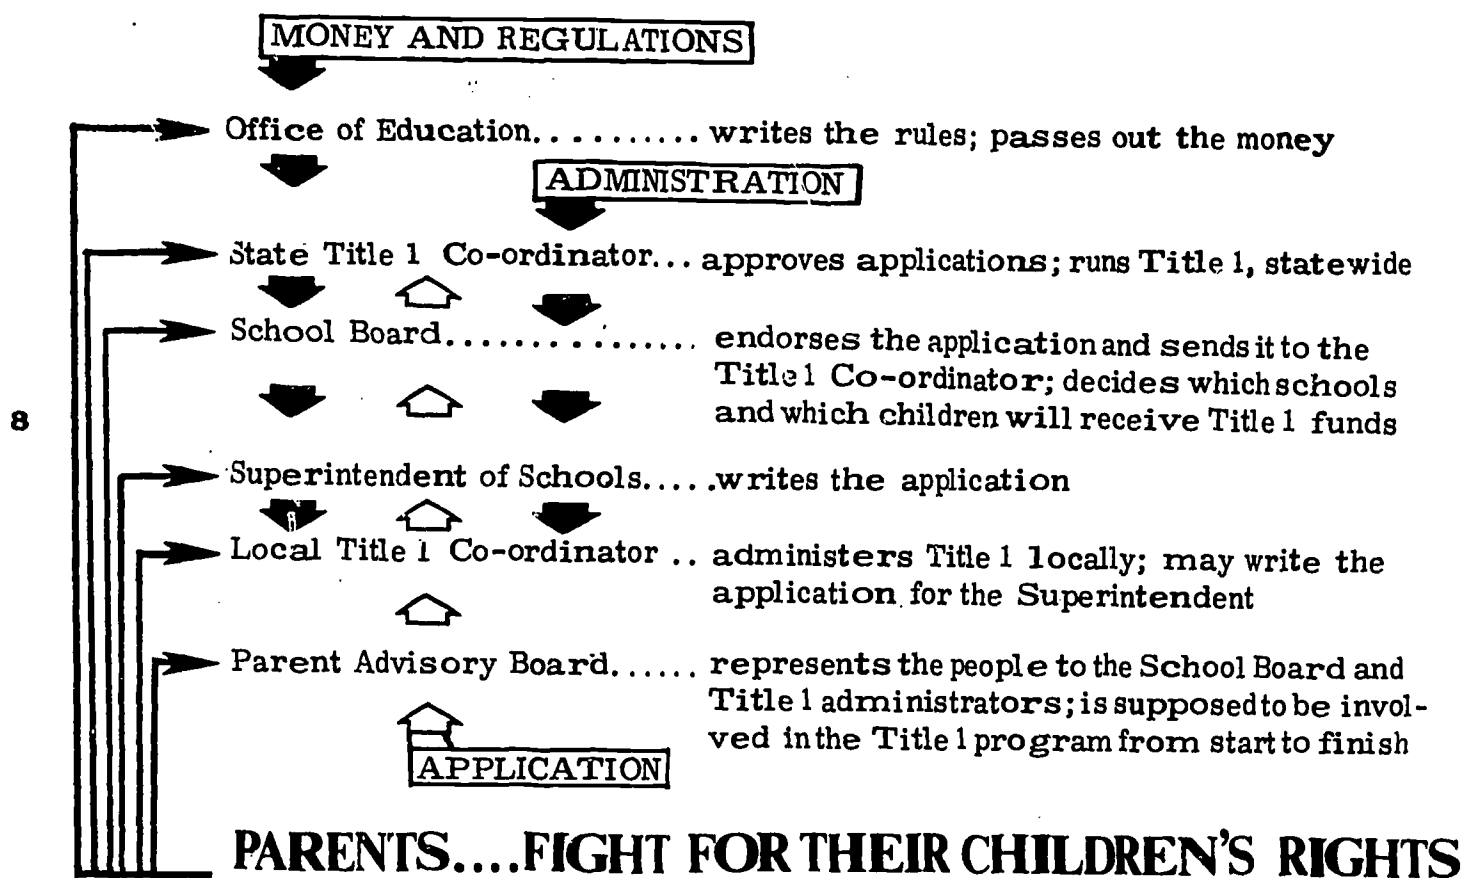 MONEY AND REGULATIONS
Office of Education.......... writes the rules; passes out the money
ADMINISTRATION
State Title 1 Co-ordinator... approves applications; runs Title 1, statewide
School Board................ endorses the application and sends it to the
Title 1 Co-ordinator; decides which schools
and which children will receive Title 1 funds
8
Superintendent of Schools.....writes the application
Local Title 1 Co-ordinator .. administers Title 1 locally; may write the
application for the Superintendent
Parent Advisory Board...... represents the people to the School Board and
Title 1 administrators; is supposed to be invol-
ved in the Title 1 program from start to finish
APPLICATION
PARENTS....FIGHT FOR THEIR CHILDREN'S RIGHTS